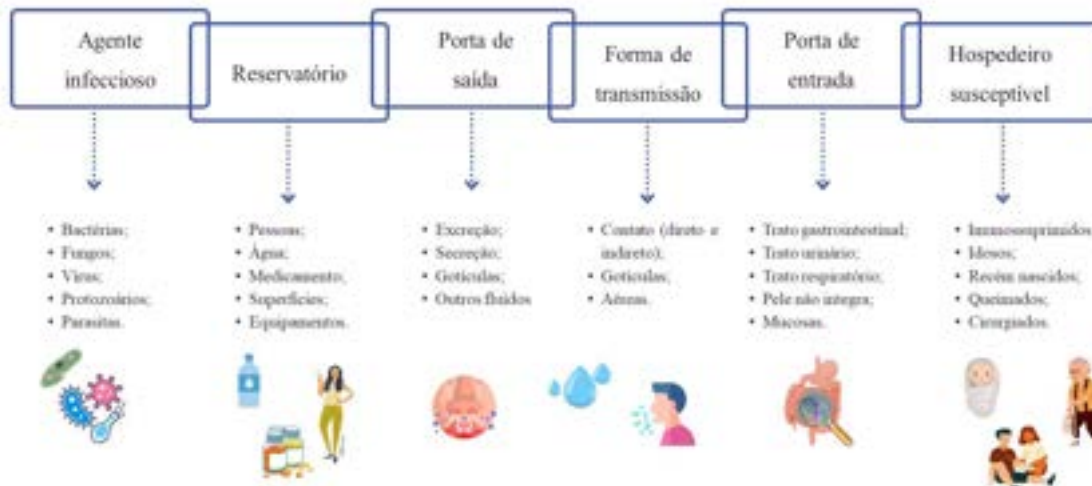 Agente
infeccioso
Reservatório
Porta de
saída
Forma de
transmissão
Porta de
entrada
Hospedeiro
susceptível
• Bactérias;
• Fungos;
• Vírus;
• Protozoários;
• Parasitas.
• Pessoas;
• Água;
• Medicamento;
• Superfícies;
• Equipamentos.
• Excreção;
• Secreção;
• Gotículas;
• Outros fluídos
• Contato (direto e
indireto);
• Gotículas;
• Aéreas.
• Trato gastrointestinal;
• Trato urinário;
• Trato respiratório;
• Pele não íntegra;
• Mucosas.
• Imunosuprimidos
• Idosos;
• Recém nascidos;
• Queimados;
• Cirurgiados.